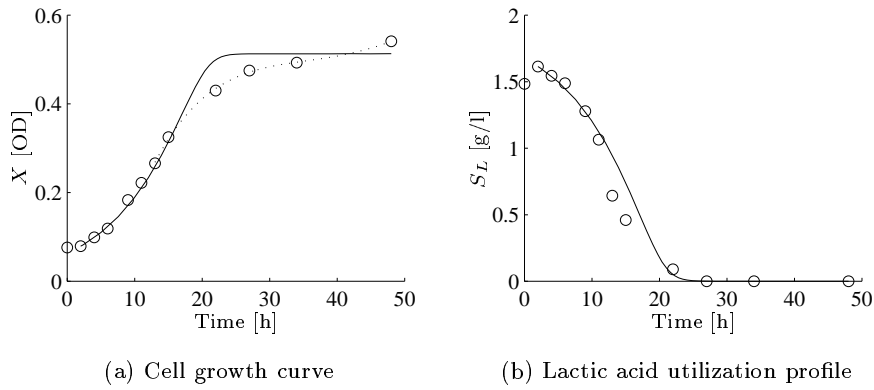 0.6
0.4
0.2
0
X [OD]
0 10 20 30 40 50
Time [h]
(a) Cell growth curve
2
1.5
1
0.5
0
S_L [g/l]
0 10 20 30 40 50
Time [h]
(b) Lactic acid utilization profile